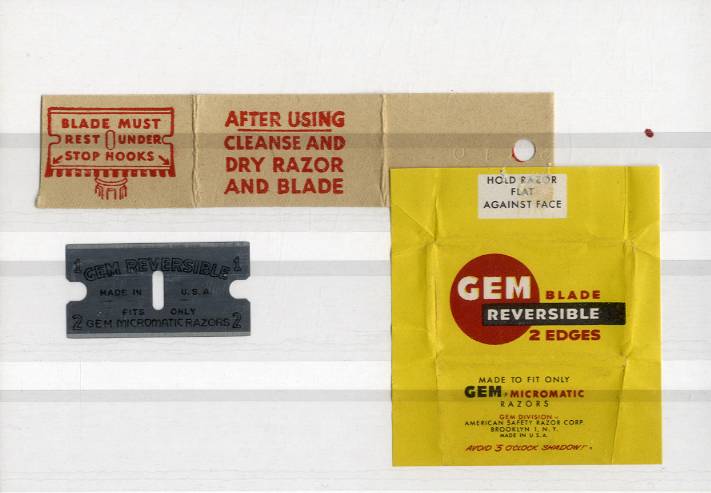 BLADE MUST
REST UNDER
STOP HOOKS
AFTER USING
CLEANSE AND
DRY RAZOR
AND BLADE
HOLD RAZOR
FLAT
AGAINST FACE
GEM BLADE
REVERSIBLE
2 EDGES
MADE TO FIT ONLY
GEM MICROMATIC
RAZORS
GEM DIVISION
AMERICAN SAFETY RAZOR CORP.
BROOKLYN 1, N. Y.
MADE IN U.S.A.
AVOID 5 O'CLOCK SHADOW!
1 GEM REVERSIBLE 1
MADE IN U.S.A.
FITS ONLY
2 GEM MICROMATIC RAZORS 2